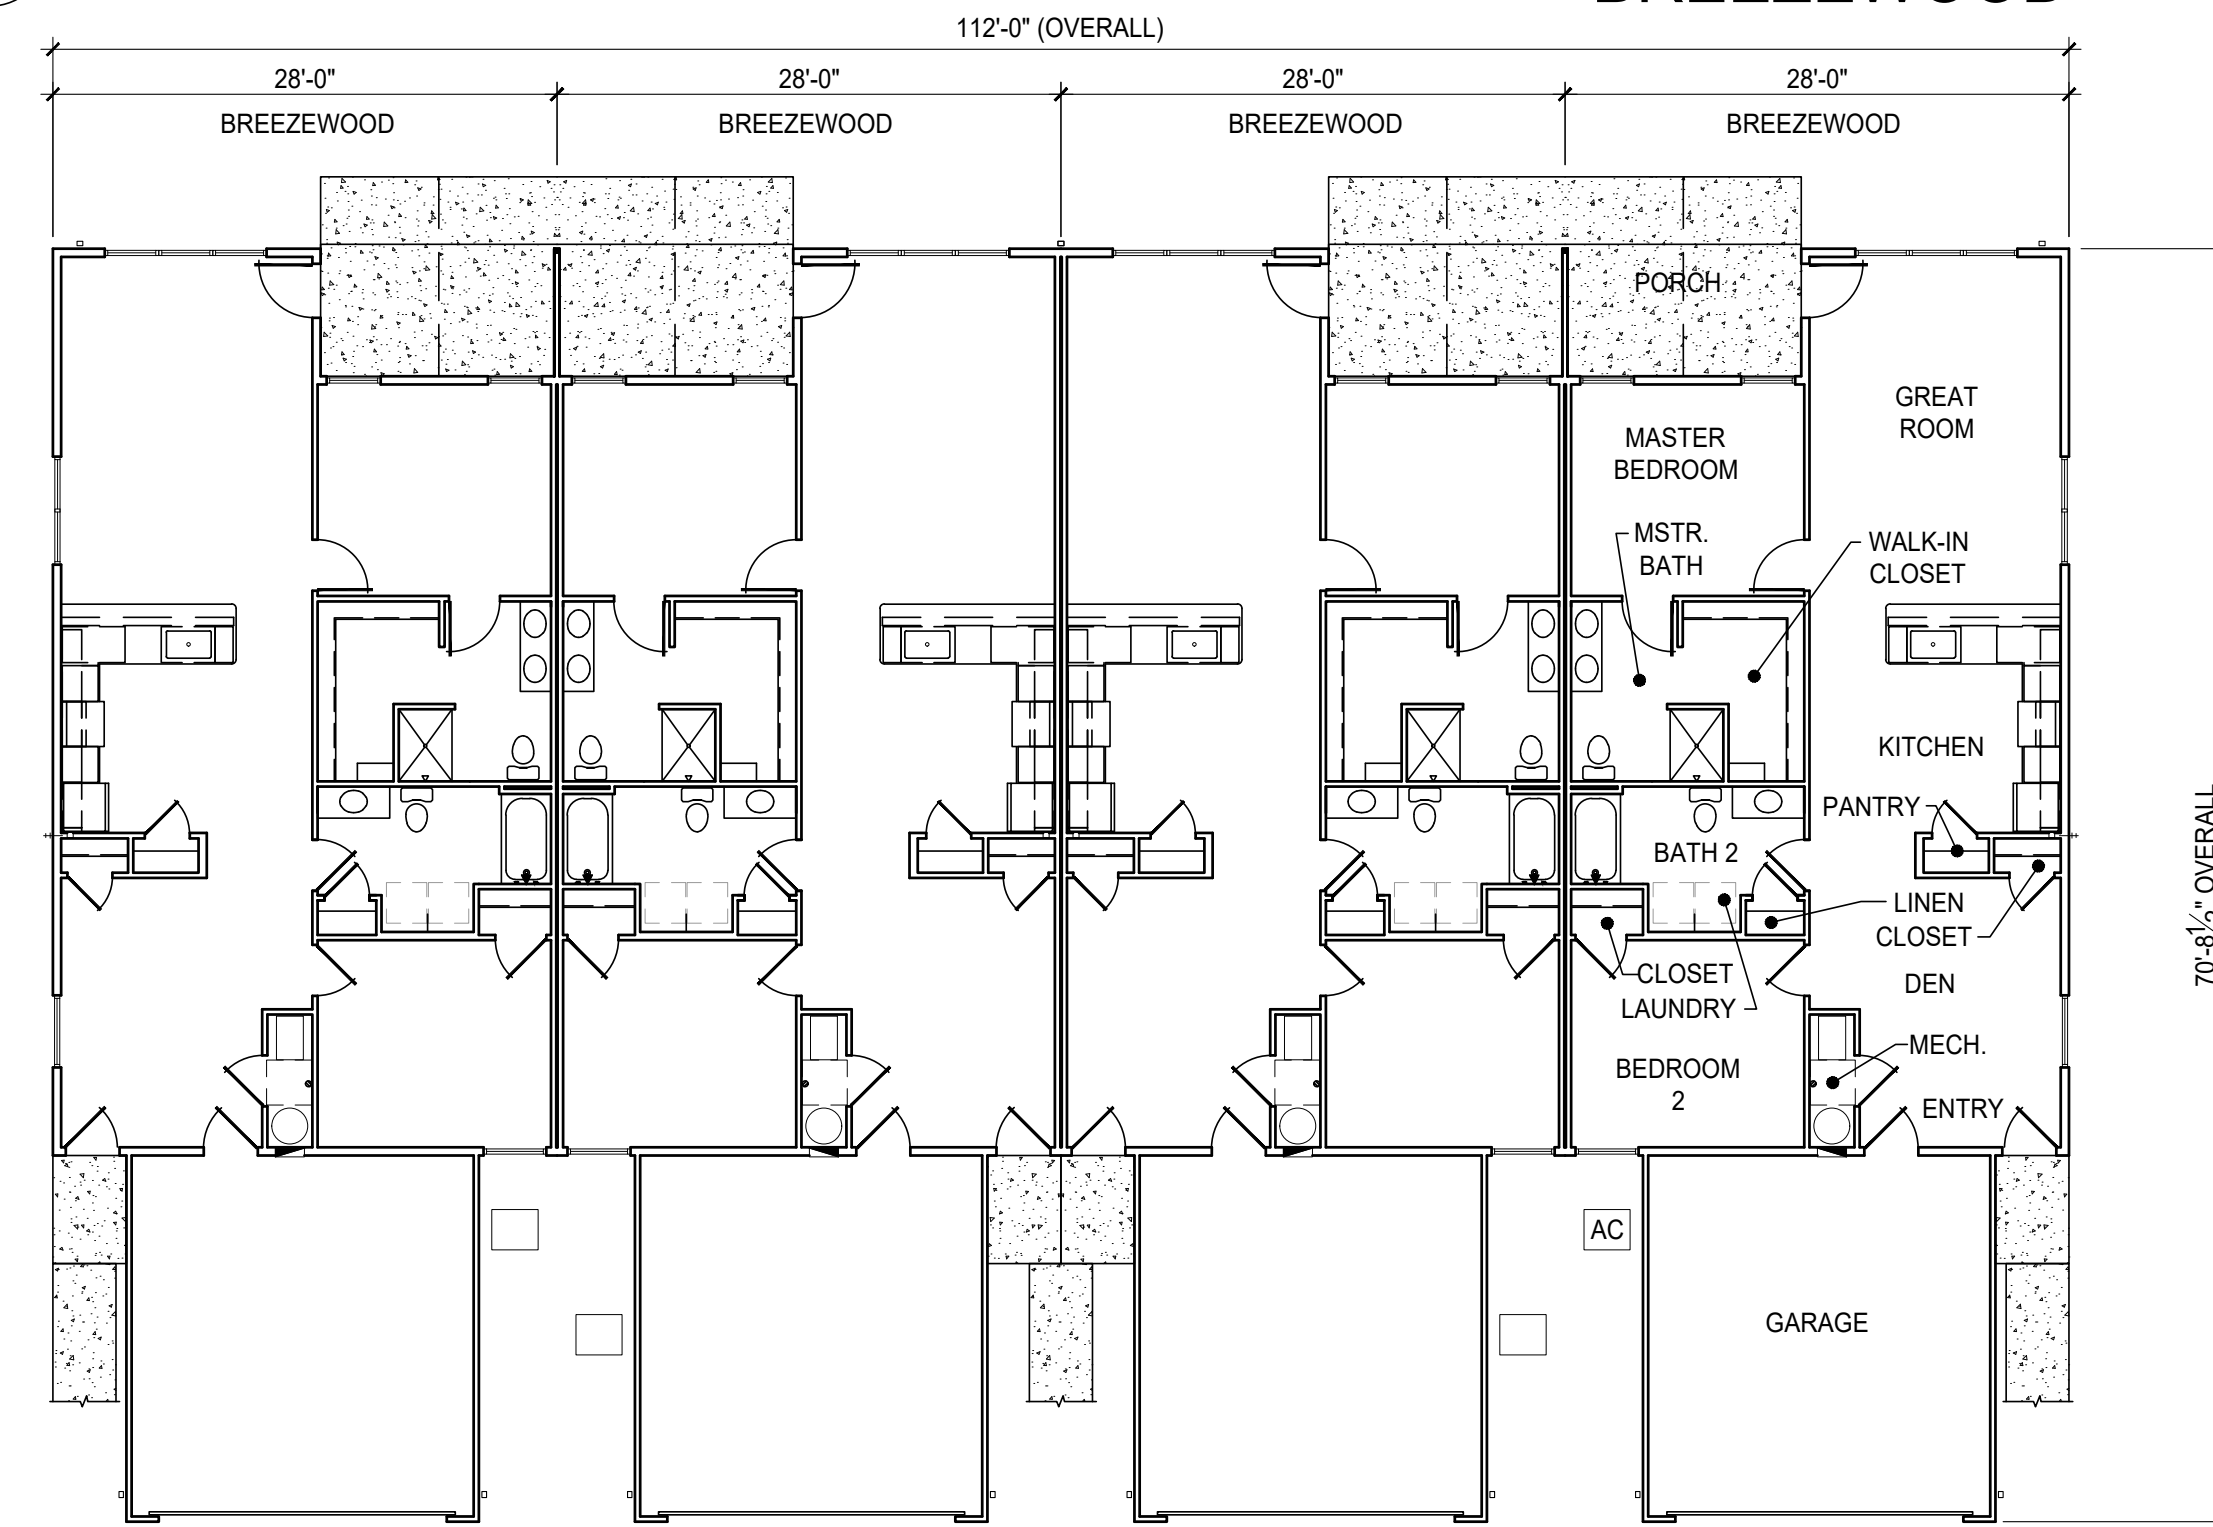 BREEZEWOOD
112'-0" (OVERALL)
28'-0"
28'-0"
28'-0"
28'-0"
BREEZEWOOD
BREEZEWOOD
BREEZEWOOD
BREEZEWOOD
PORCH
GREAT
ROOM
MASTER
BEDROOM
MSTR.
BATH
WALK-IN
CLOSET
KITCHEN
PANTRY
BATH 2
LINEN
CLOSET
CLOSET
LAUNDRY
DEN
MECH.
BEDROOM
2
ENTRY
AC
GARAGE
70'-8½" OVERALL